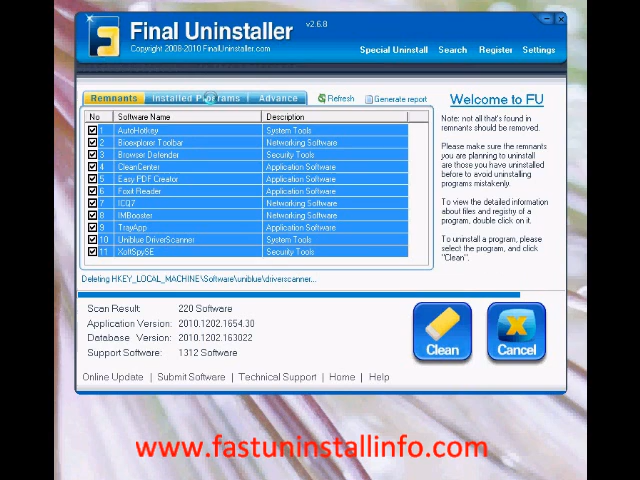 Final Uninstaller v2.6.8
Copyright 2008-2010 FinalUninstaller.com
Special Uninstall Search Register Settings
Remnants Installed Programs Advance Refresh Generate report
No Software Name Description
1 AutoHotkey System Tools
2 Bioexplorer Toolbar Networking Software
3 Browser Defender Security Tools
4 CleanCenter Application Software
5 Easy PDF Creator Application Software
6 Foxit Reader Application Software
7 ICQ7 Networking Software
8 IMBooster Networking Software
9 TrayApp Application Software
10 Uniblue DriverScanner System Tools
11 XoftSpySE Security Tools
Deleting HKEY_LOCAL_MACHINE\Software\uniblue\driverscanner...
Welcome to FU
Note: not all that's found in
remnants should be removed.
Please make sure the remnants
you are planning to uninstall
are those you have uninstalled
before to avoid uninstalling
programs mistakenly.
To view the detailed information
about files and registry of a
program, double click on it.
To uninstall a program, please
select the program, and click
"Clean".
Scan Result: 220 Software
Application Version: 2010.1202.1654.30
Database Version: 2010.1202.163022
Support Software: 1312 Software
Clean
Cancel
Online Update | Submit Software | Technical Support | Home | Help
www.fastuninstallinfo.com